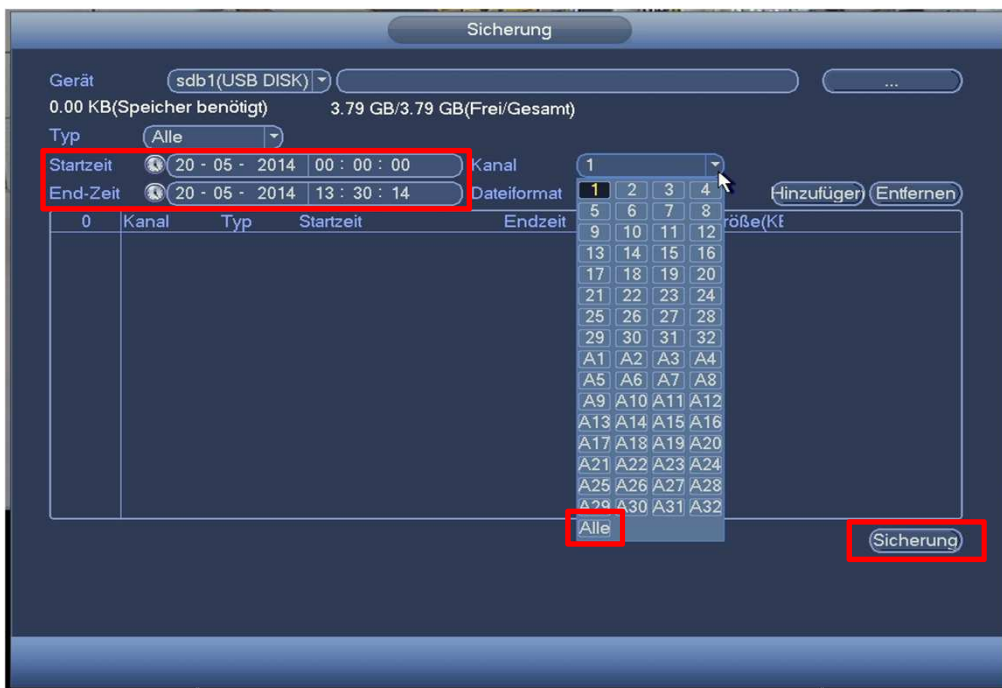 Sicherung
Gerät sdb1(USB DISK) ...
0.00 KB(Speicher benötigt) 3.79 GB/3.79 GB(Frei/Gesamt)
Typ Alle
Startzeit 20 - 05 - 2014 00 : 00 : 00 Kanal 1
End-Zeit 20 - 05 - 2014 13 : 30 : 14 Dateiformat Hinzufügen Entfernen
0 Kanal Typ Startzeit Endzeit röße(KE
1 2 3 4
5 6 7 8
9 10 11 12
13 14 15 16
17 18 19 20
21 22 23 24
25 26 27 28
29 30 31 32
A1 A2 A3 A4
A5 A6 A7 A8
A9 A10 A11 A12
A13 A14 A15 A16
A17 A18 A19 A20
A21 A22 A23 A24
A25 A26 A27 A28
A29 A30 A31 A32
Alle
Sicherung